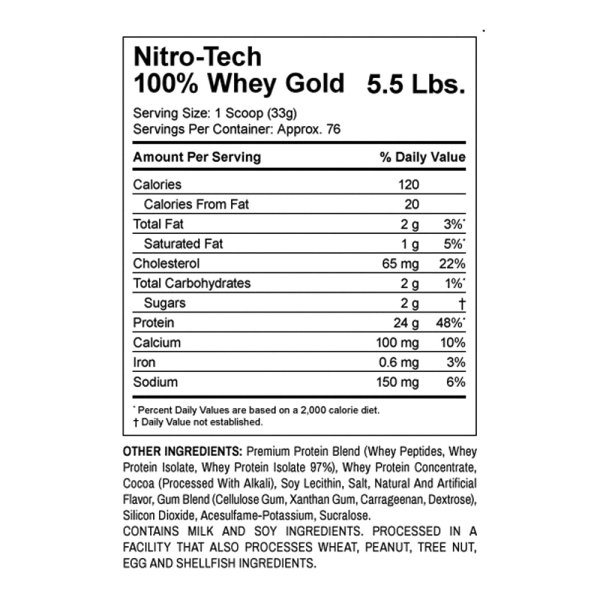 Nitro-Tech
100% Whey Gold 5.5 Lbs.
Serving Size: 1 Scoop (33g)
Servings Per Container: Approx. 76
Amount Per Serving % Daily Value
Calories 120
Calories From Fat 20
Total Fat 2 g 3%*
Saturated Fat 1 g 5%*
Cholesterol 65 mg 22%
Total Carbohydrates 2 g 1%*
Sugars 2 g †
Protein 24 g 48%*
Calcium 100 mg 10%
Iron 0.6 mg 3%
Sodium 150 mg 6%
* Percent Daily Values are based on a 2,000 calorie diet.
† Daily Value not established.
OTHER INGREDIENTS: Premium Protein Blend (Whey Peptides, Whey
Protein Isolate, Whey Protein Isolate 97%), Whey Protein Concentrate,
Cocoa (Processed With Alkali), Soy Lecithin, Salt, Natural And Artificial
Flavor, Gum Blend (Cellulose Gum, Xanthan Gum, Carrageenan, Dextrose),
Silicon Dioxide, Acesulfame-Potassium, Sucralose.
CONTAINS MILK AND SOY INGREDIENTS. PROCESSED IN A
FACILITY THAT ALSO PROCESSES WHEAT, PEANUT, TREE NUT,
EGG AND SHELLFISH INGREDIENTS.